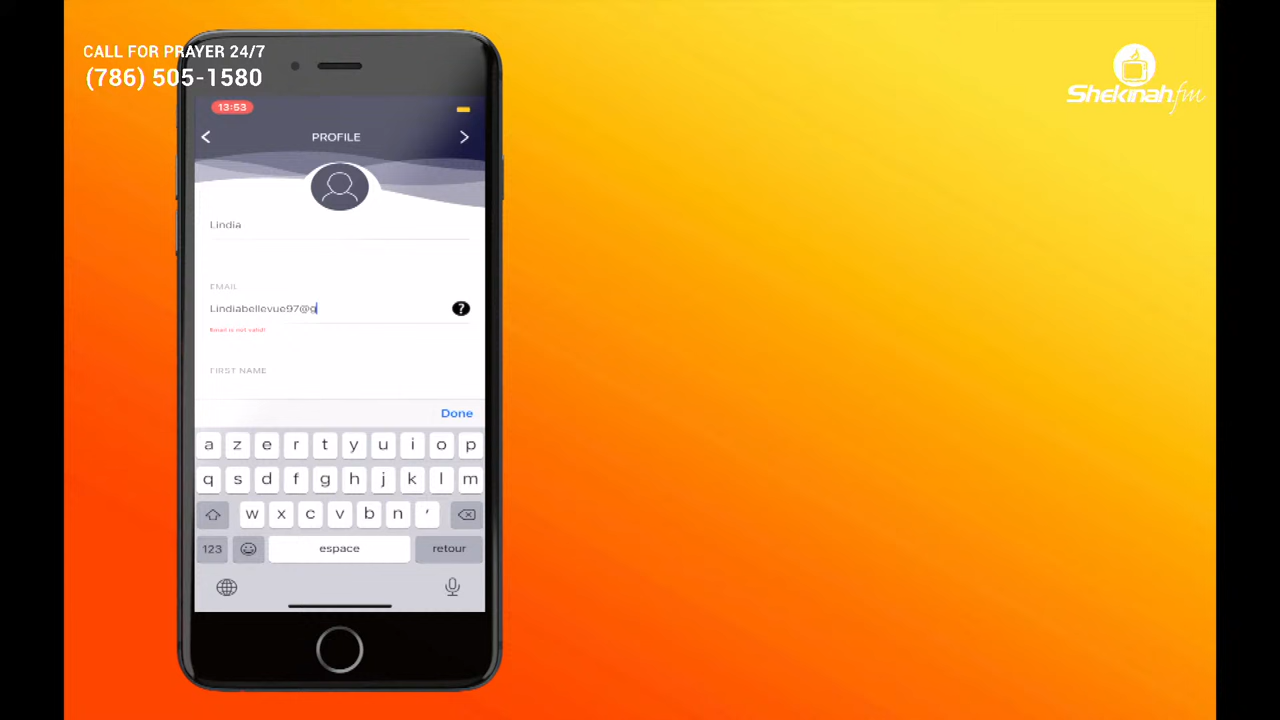 CALL FOR PRAYER 24/7
(786) 505-1580
Shekinah.fm
13:53
PROFILE
Lindia
EMAIL
Lindiabellevue97@g
?
Email is not valid!
FIRST NAME
Done
a z e r t y u i o p
q s d f g h j k l m
w x c v b n ’
123 espace retour